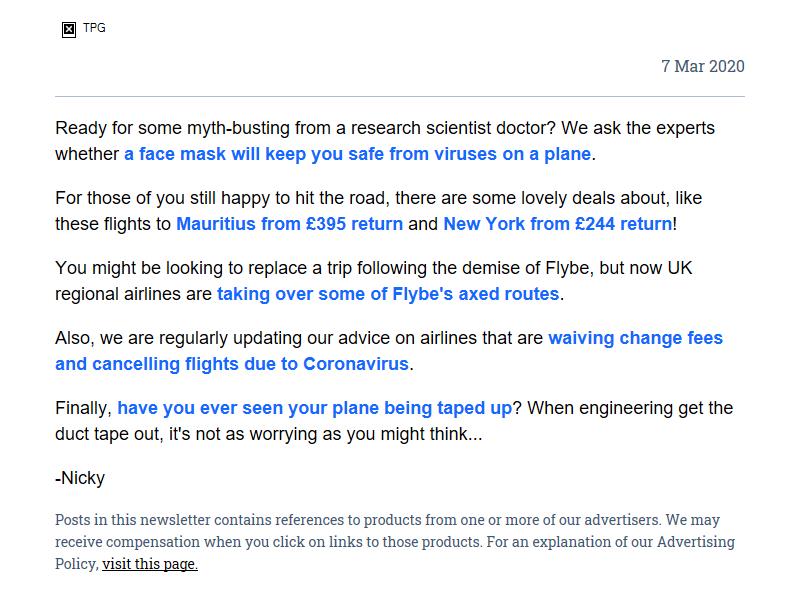 TPG
7 Mar 2020
Ready for some myth-busting from a research scientist doctor? We ask the experts
whether a face mask will keep you safe from viruses on a plane.
For those of you still happy to hit the road, there are some lovely deals about, like
these flights to Mauritius from £395 return and New York from £244 return!
You might be looking to replace a trip following the demise of Flybe, but now UK
regional airlines are taking over some of Flybe's axed routes.
Also, we are regularly updating our advice on airlines that are waiving change fees
and cancelling flights due to Coronavirus.
Finally, have you ever seen your plane being taped up? When engineering get the
duct tape out, it's not as worrying as you might think...
-Nicky
Posts in this newsletter contains references to products from one or more of our advertisers. We may
receive compensation when you click on links to those products. For an explanation of our Advertising
Policy, visit this page.